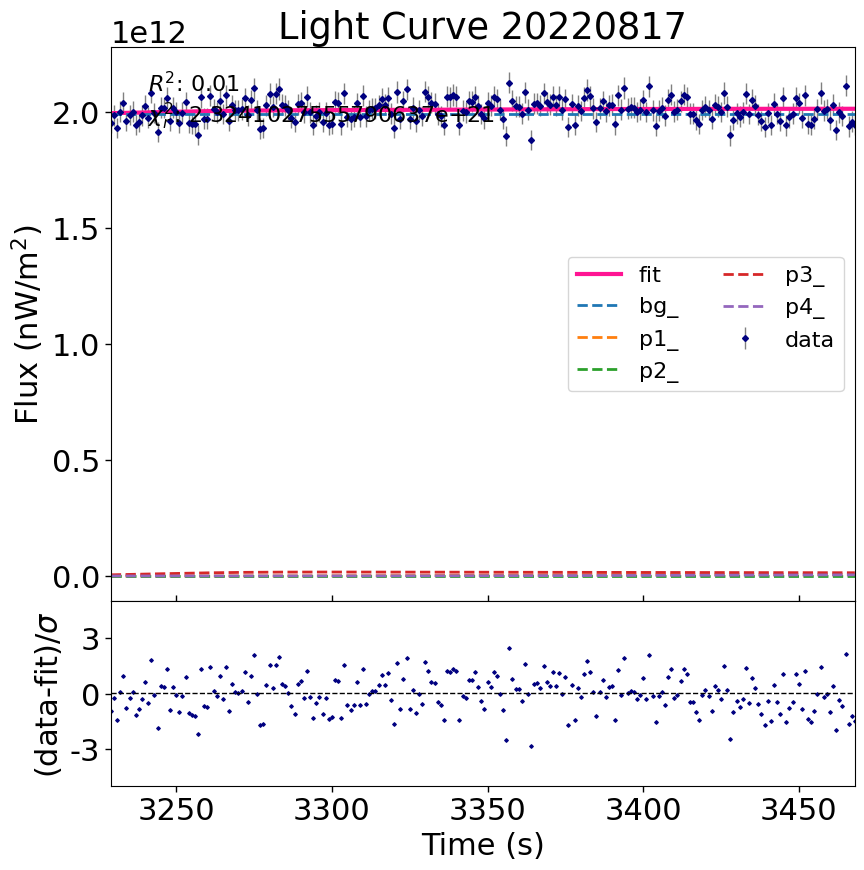 Light Curve 20220817
1e12
R²: 0.01
2.0
1.5
1.0
0.5
0.0
Flux (nW/m²)
fit
bg_
p1_
p2_
p3_
p4_
data
3
0
-3
(data-fit)/σ
3250
3300
3350
3400
3450
Time (s)